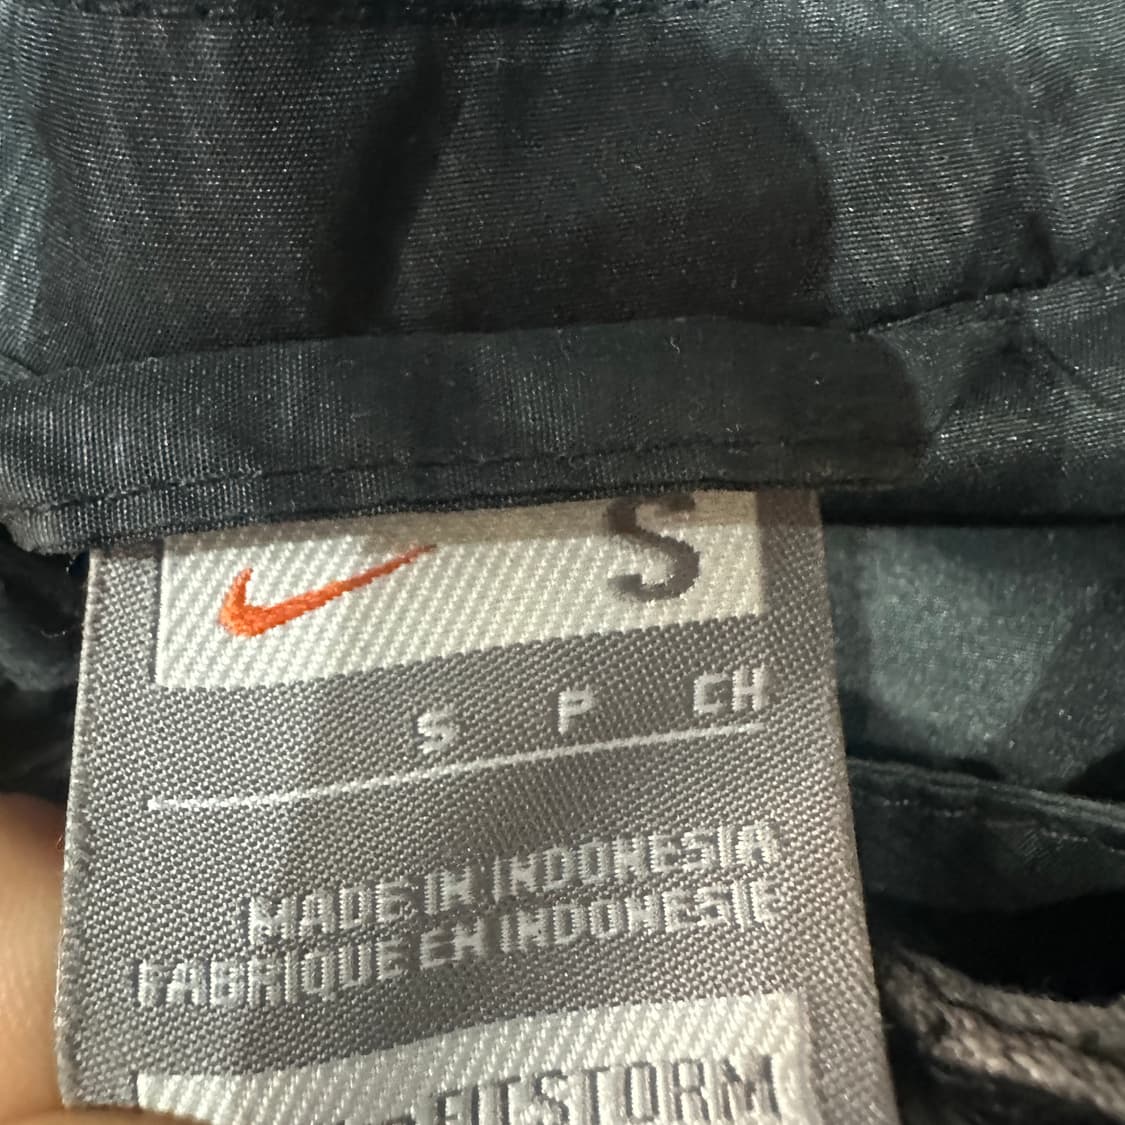 S
S P CH
MADE IN INDONESIA
FABRIQUE EN INDONESIE
FITSTORM